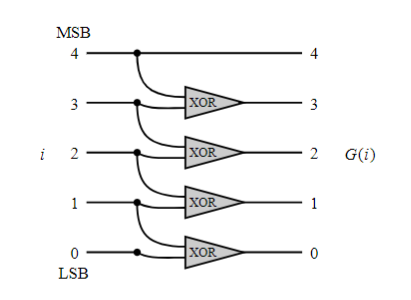 MSB
4 4
3 XOR 3
i 2 XOR 2 G(i)
1 XOR 1
0 XOR 0
LSB